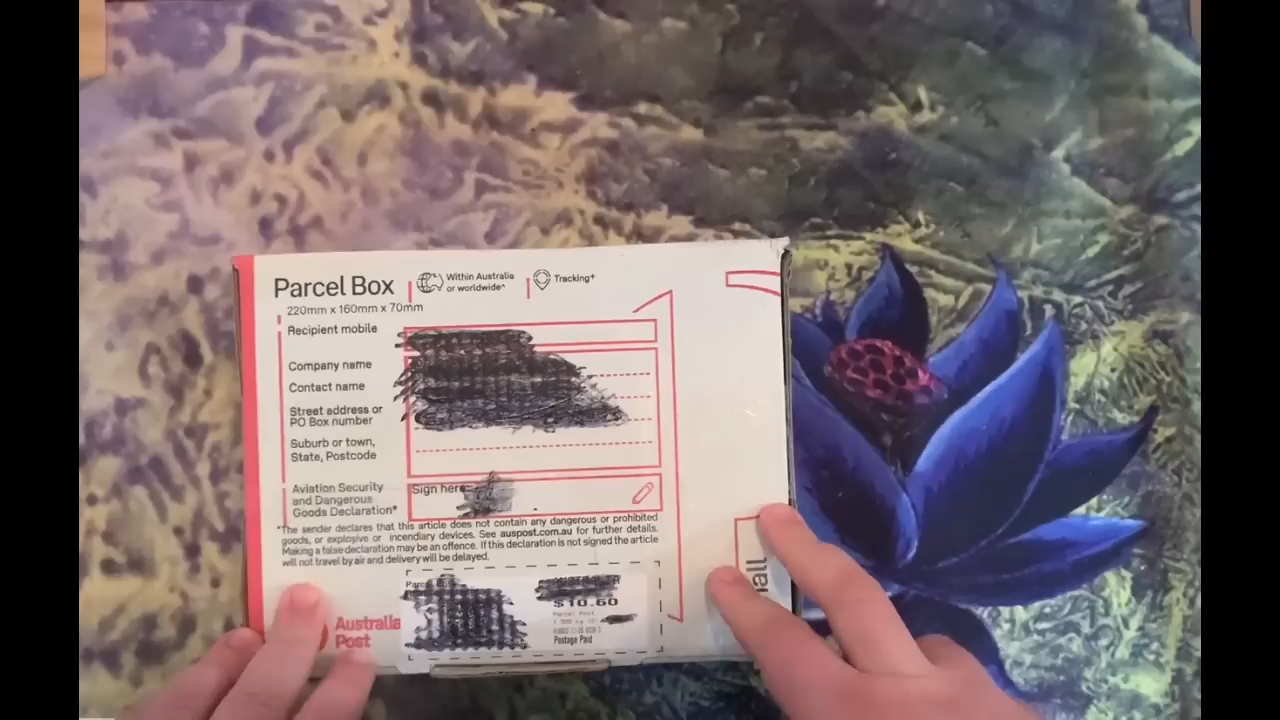 Parcel Box
Within Australia
or worldwide^
Tracking+
220mm x 160mm x 70mm
Recipient mobile
Company name
Contact name
Street address or
PO Box number
Suburb or town,
State, Postcode
Aviation Security
and Dangerous
Goods Declaration*
Sign here:
*The sender declares that this article does not contain any dangerous or prohibited
goods, or explosive or incendiary devices. See auspost.com.au for further details.
Making a false declaration may be an offence. If this declaration is not signed the article
will not travel by air and delivery will be delayed.
Australia
Post
$10.60
Parcel Post
Postage Paid